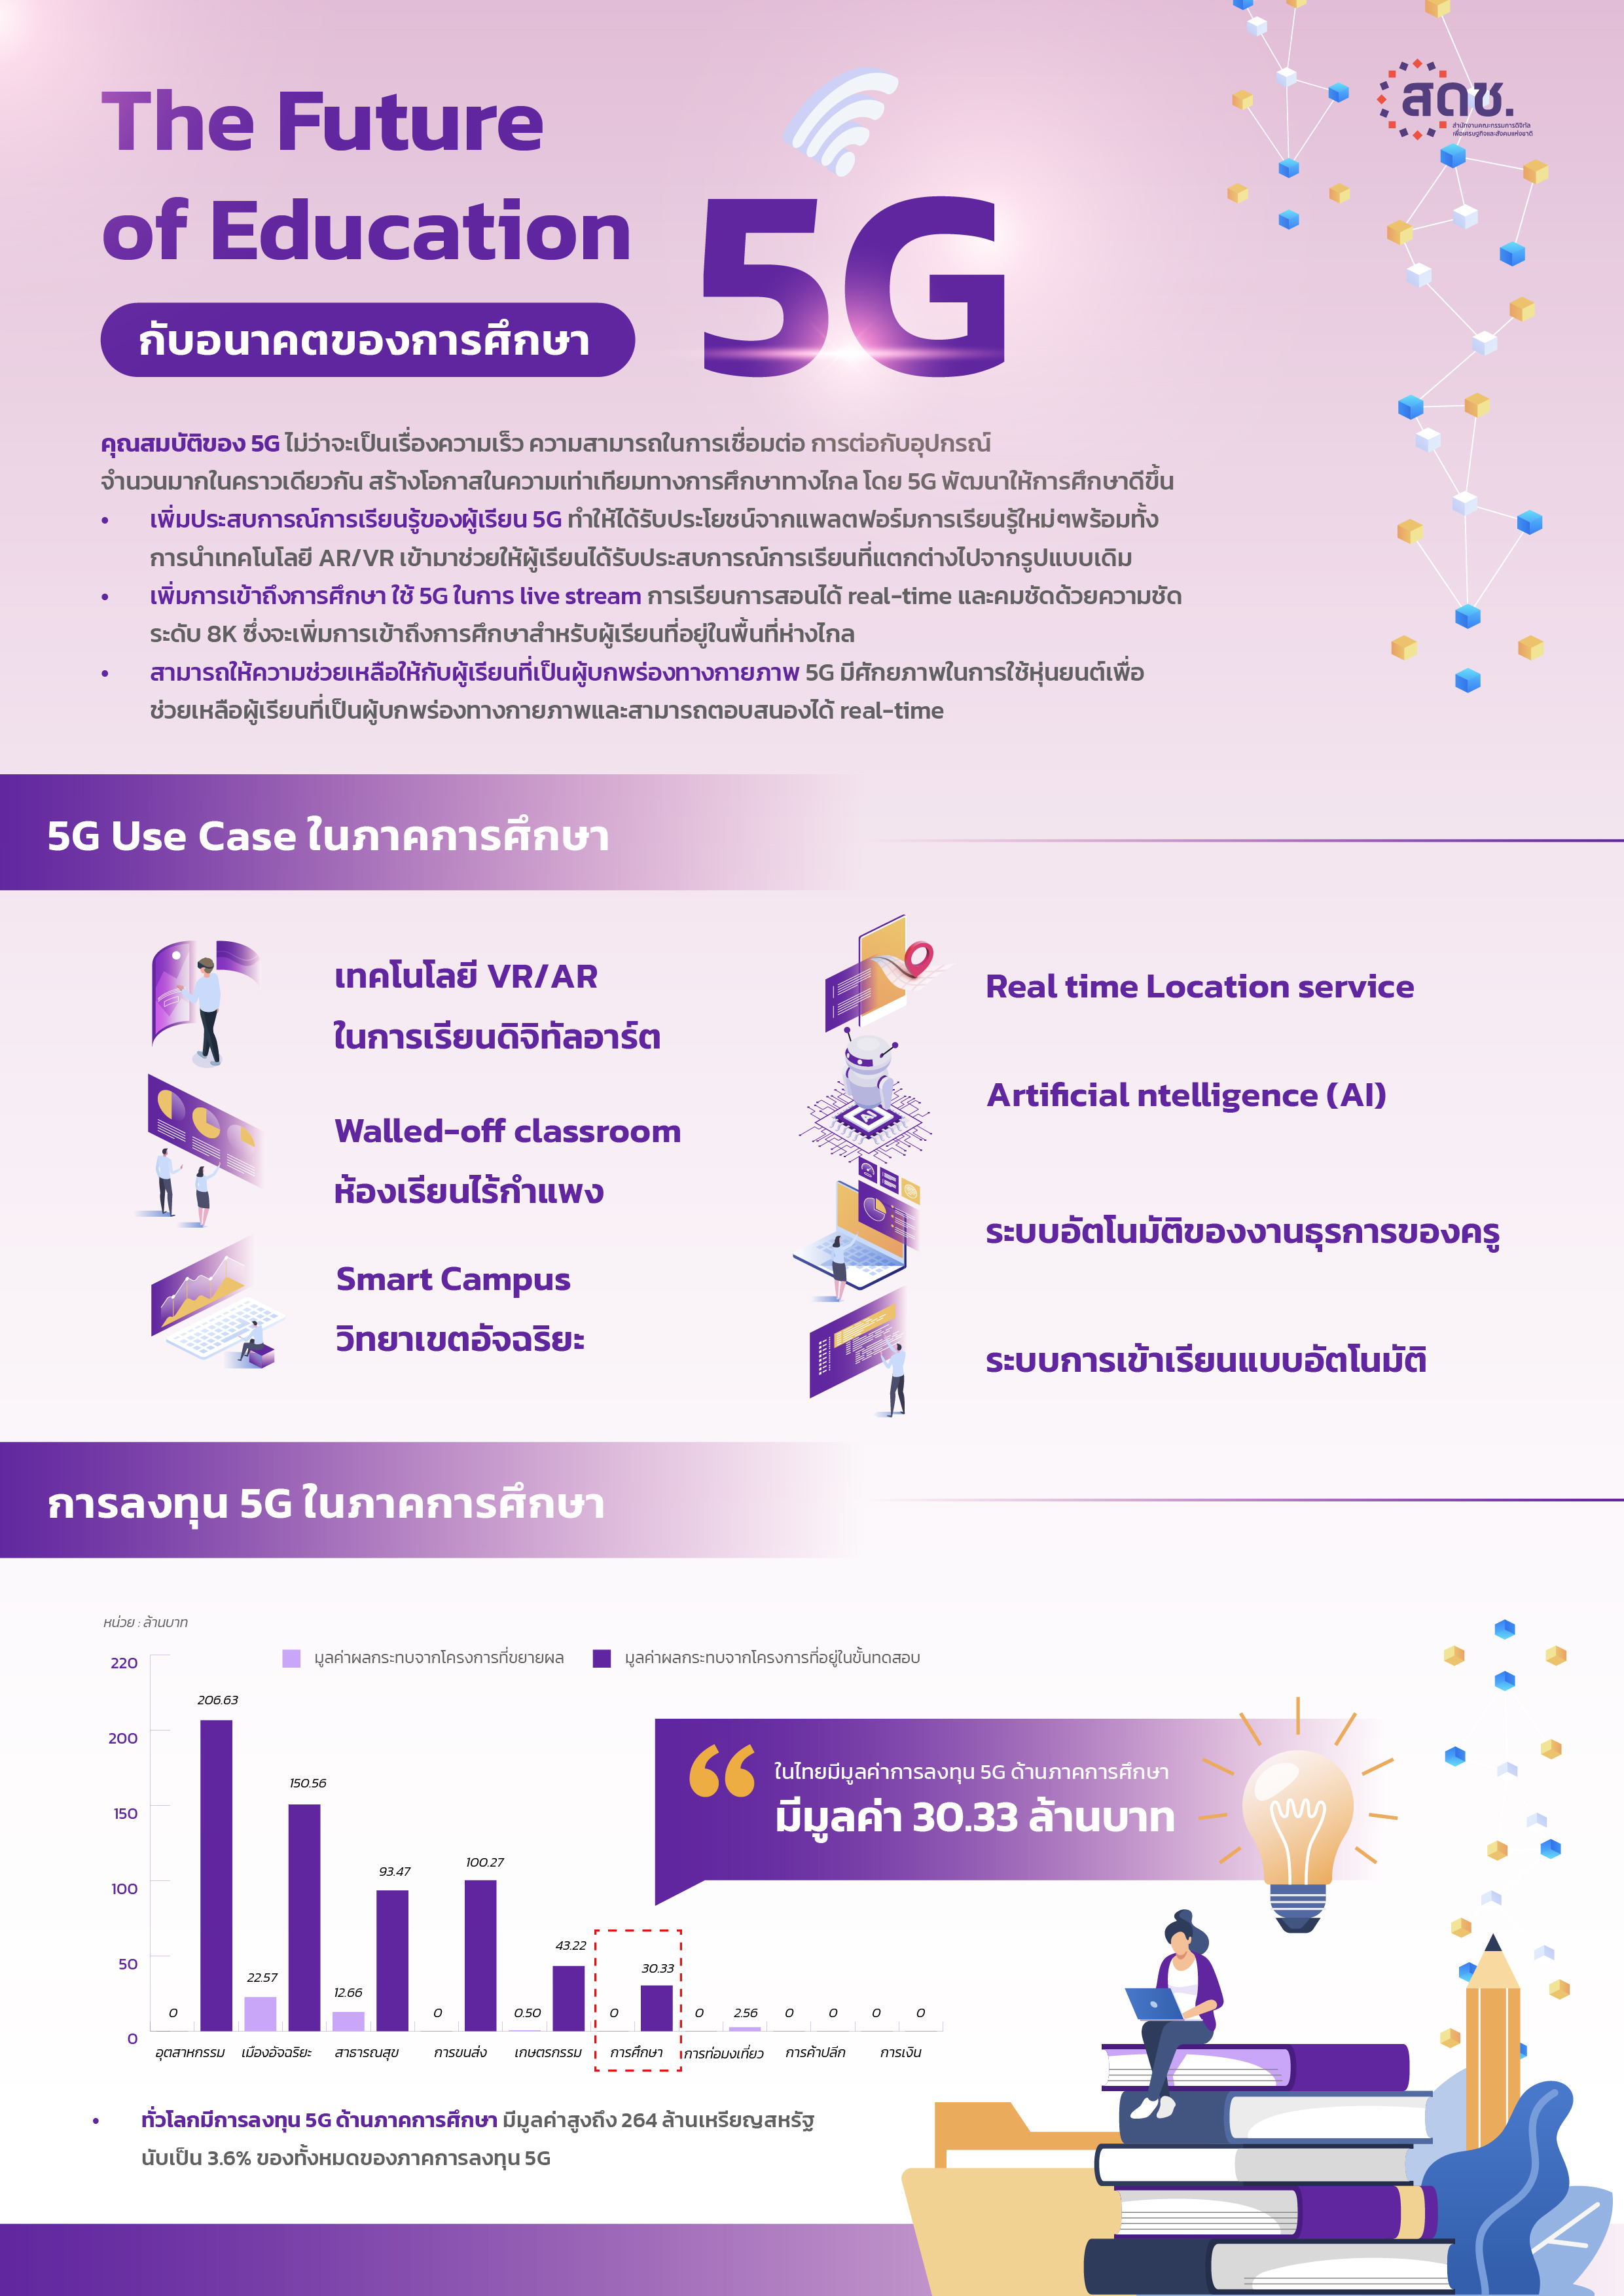 The Future
of Education
5G
กับอนาคตของการศึกษา
สดช.
สำนักงานคณะกรรมการดิจิทัล
เพื่อเศรษฐกิจและสังคมแห่งชาติ
คุณสมบัติของ 5G ไม่ว่าจะเป็นเรื่องความเร็ว ความสามารถในการเชื่อมต่อ การต่อกับอุปกรณ์
จำนวนมากในคราวเดียวกัน สร้างโอกาสในความเท่าเทียมทางการศึกษาทางไกล โดย 5G พัฒนาให้การศึกษาดีขึ้น
• เพิ่มประสบการณ์การเรียนรู้ของผู้เรียน 5G ทำให้ได้รับประโยชน์จากแพลตฟอร์มการเรียนรู้ใหม่ๆพร้อมทั้ง
การนำเทคโนโลยี AR/VR เข้ามาช่วยให้ผู้เรียนได้รับประสบการณ์การเรียนที่แตกต่างไปจากรูปแบบเดิม
• เพิ่มการเข้าถึงการศึกษา ใช้ 5G ในการ live stream การเรียนการสอนได้ real-time และคมชัดด้วยความชัด
ระดับ 8K ซึ่งจะเพิ่มการเข้าถึงการศึกษาสำหรับผู้เรียนที่อยู่ในพื้นที่ห่างไกล
• สามารถให้ความช่วยเหลือให้กับผู้เรียนที่เป็นผู้บกพร่องทางกายภาพ 5G มีศักยภาพในการใช้หุ่นยนต์เพื่อ
ช่วยเหลือผู้เรียนที่เป็นผู้บกพร่องทางกายภาพและสามารถตอบสนองได้ real-time
5G Use Case ในภาคการศึกษา
เทคโนโลยี VR/AR
ในการเรียนดิจิทัลอาร์ต
Walled-off classroom
ห้องเรียนไร้กำแพง
Smart Campus
วิทยาเขตอัจฉริยะ
Real time Location service
AI
Artificial ntelligence (AI)
ระบบอัตโนมัติของงานธุรการของครู
ระบบการเข้าเรียนแบบอัตโนมัติ
การลงทุน 5G ในภาคการศึกษา
หน่วย : ล้านบาท
มูลค่าผลกระทบจากโครงการที่ขยายผล
มูลค่าผลกระทบจากโครงการที่อยู่ในขั้นทดสอบ
220
200
150
100
50
0
0 206.63
22.57 150.56
12.66 93.47
0 100.27
0.50 43.22
0 30.33
0 2.56
0 0
0 0
อุตสาหกรรม เมืองอัจฉริยะ สาธารณสุข การขนส่ง เกษตรกรรม การศึกษา การท่อมงเที่ยว การค้าปลีก การเงิน
“ ในไทยมีมูลค่าการลงทุน 5G ด้านภาคการศึกษา
มีมูลค่า 30.33 ล้านบาท
• ทั่วโลกมีการลงทุน 5G ด้านภาคการศึกษา มีมูลค่าสูงถึง 264 ล้านเหรียญสหรัฐ
นับเป็น 3.6% ของทั้งหมดของภาคการลงทุน 5G